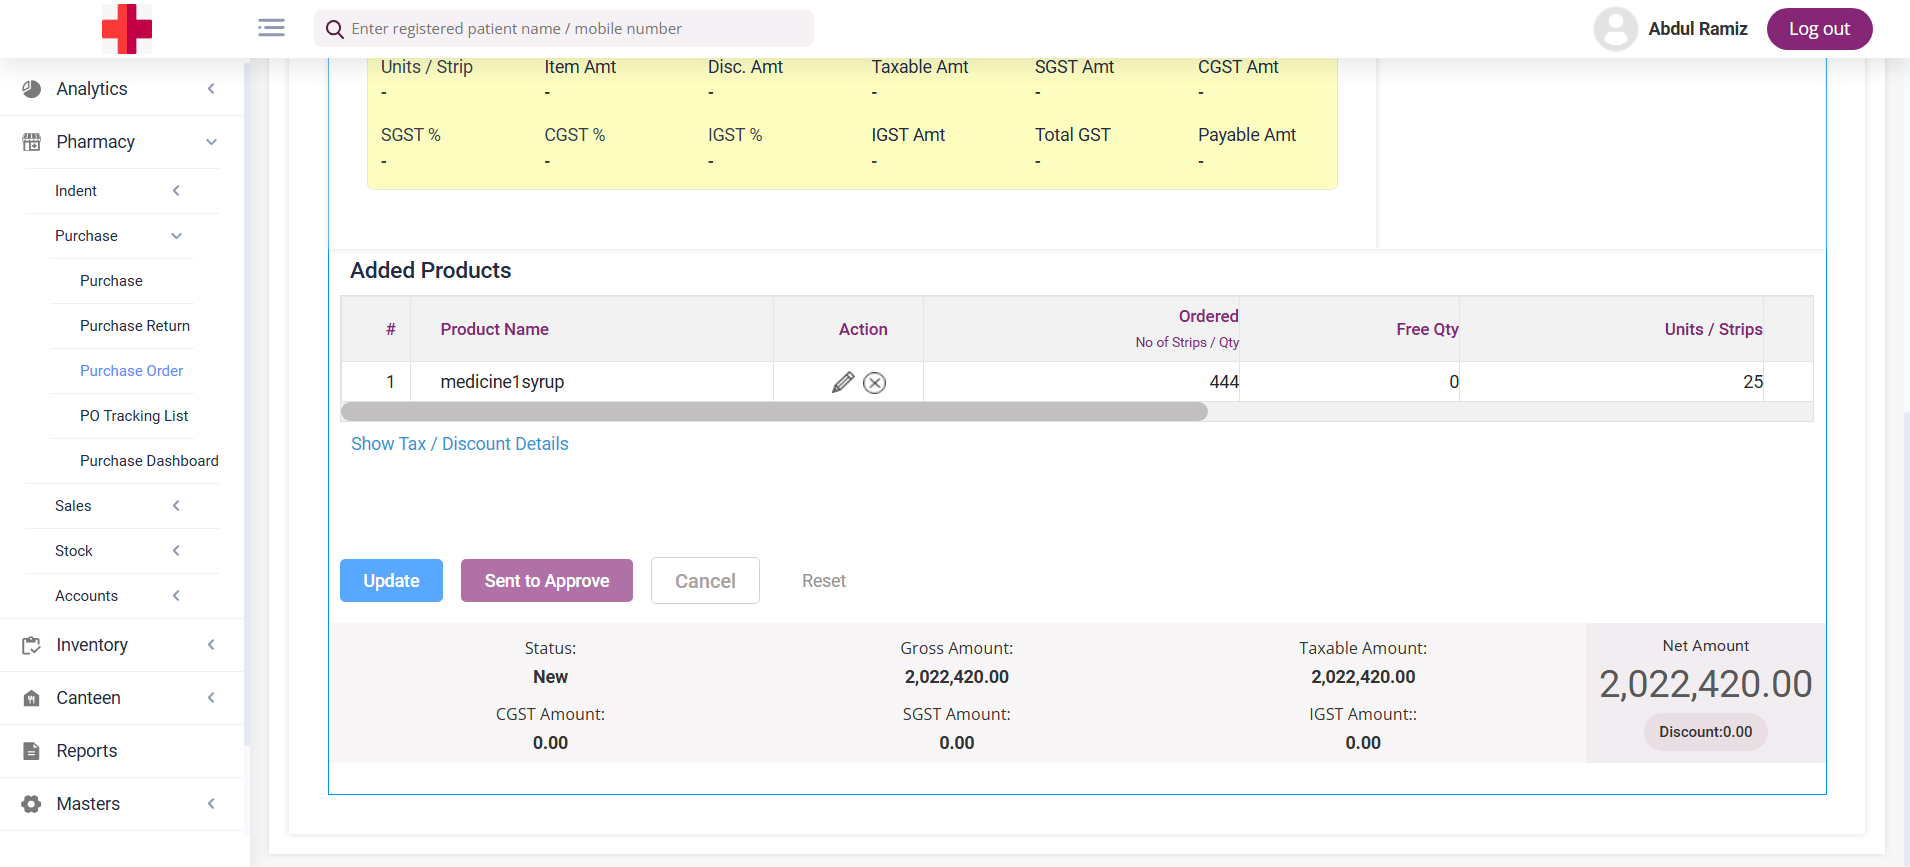 Enter registered patient name / mobile number
Abdul Ramiz
Log out
Analytics
Pharmacy
Indent
Purchase
Purchase
Purchase Return
Purchase Order
PO Tracking List
Purchase Dashboard
Sales
Stock
Accounts
Inventory
Canteen
Reports
Masters
Units / Strip Item Amt Disc. Amt Taxable Amt SGST Amt CGST Amt
- - - - - -
SGST % CGST % IGST % IGST Amt Total GST Payable Amt
- - - - - -
Added Products
# Product Name Action Ordered Free Qty Units / Strips
No of Strips / Qty
1 medicine1syrup 444 0 25
Show Tax / Discount Details
Update Sent to Approve Cancel Reset
Status: Gross Amount: Taxable Amount:
New 2,022,420.00 2,022,420.00
CGST Amount: SGST Amount: IGST Amount::
0.00 0.00 0.00
Net Amount
2,022,420.00
Discount:0.00